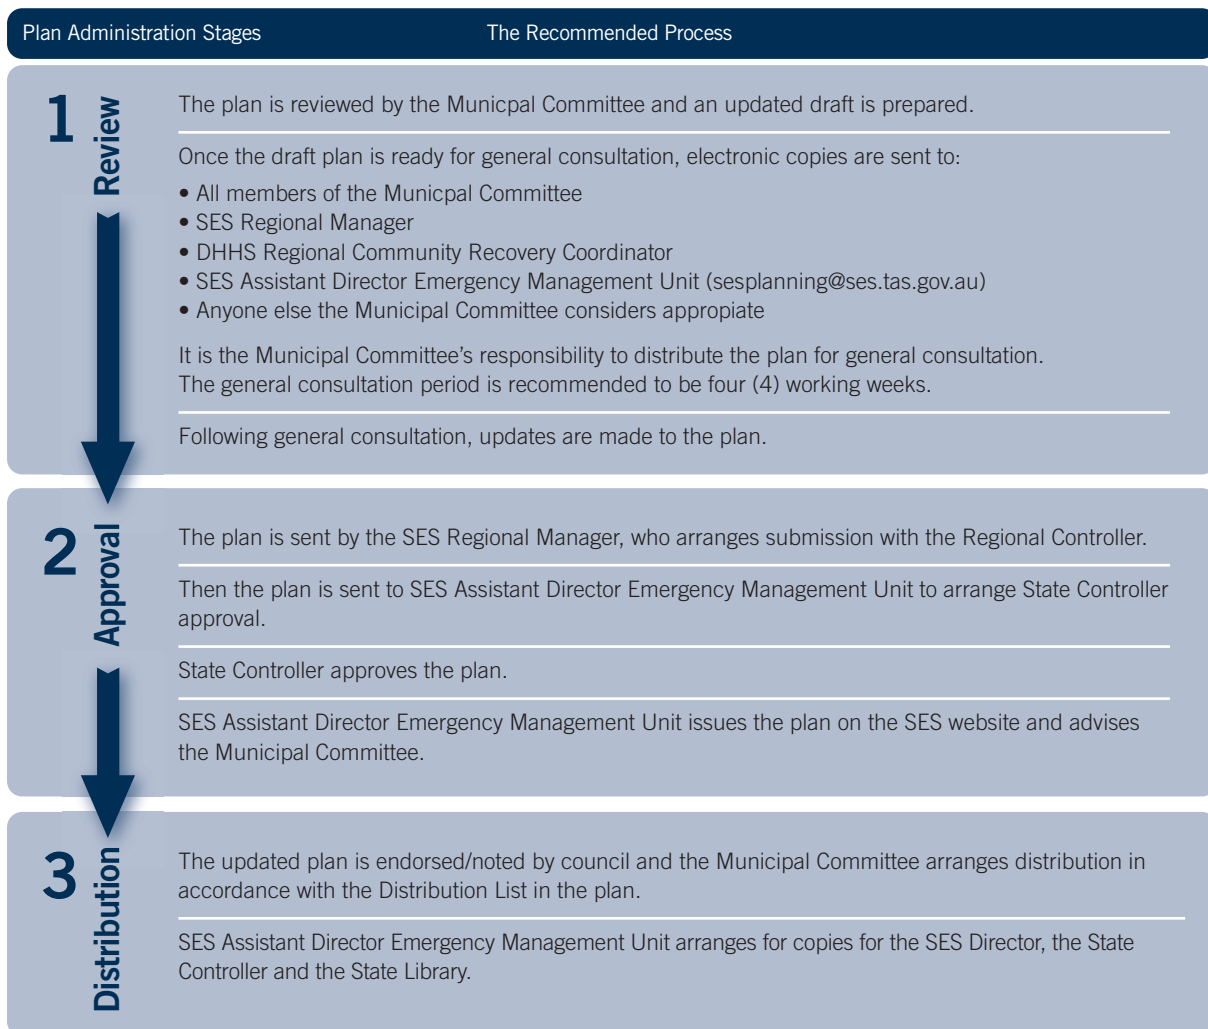 Plan Administration Stages The Recommended Process
1 Review
The plan is reviewed by the Municpal Committee and an updated draft is prepared.
Once the draft plan is ready for general consultation, electronic copies are sent to:
• All members of the Municpal Committee
• SES Regional Manager
• DHHS Regional Community Recovery Coordinator
• SES Assistant Director Emergency Management Unit (sesplanning@ses.tas.gov.au)
• Anyone else the Municipal Committee considers appropiate
It is the Municipal Committee's responsibility to distribute the plan for general consultation.
The general consultation period is recommended to be four (4) working weeks.
Following general consultation, updates are made to the plan.
2 Approval
The plan is sent by the SES Regional Manager, who arranges submission with the Regional Controller.
Then the plan is sent to SES Assistant Director Emergency Management Unit to arrange State Controller
approval.
State Controller approves the plan.
SES Assistant Director Emergency Management Unit issues the plan on the SES website and advises
the Municipal Committee.
3 Distribution
The updated plan is endorsed/noted by council and the Municipal Committee arranges distribution in
accordance with the Distribution List in the plan.
SES Assistant Director Emergency Management Unit arranges for copies for the SES Director, the State
Controller and the State Library.